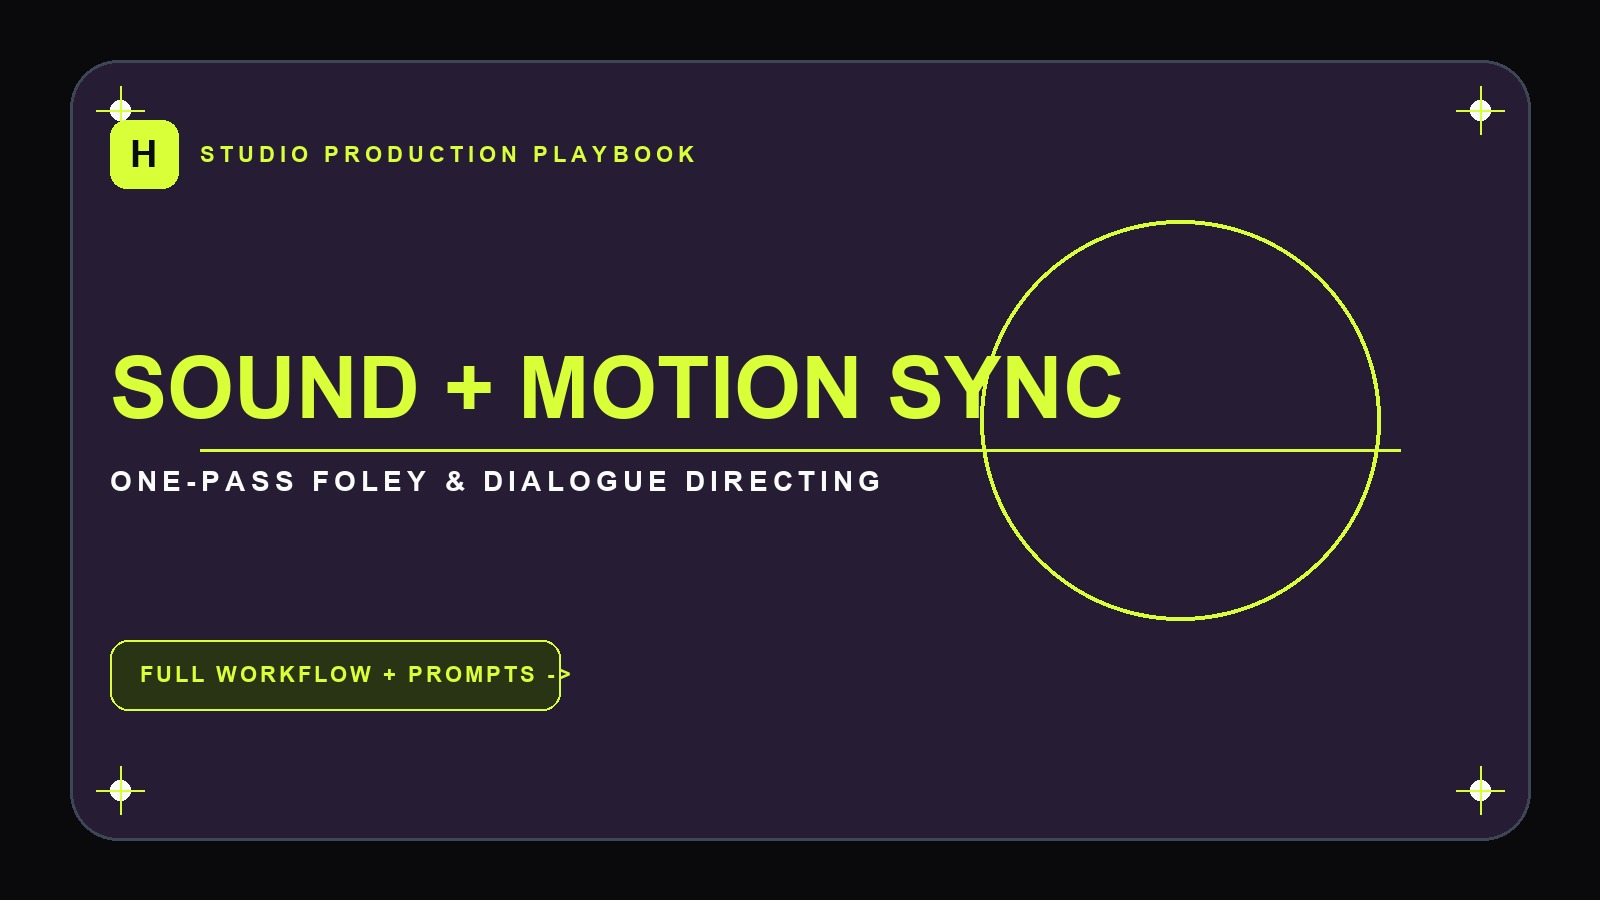 H STUDIO PRODUCTION PLAYBOOK
SOUND + MOTION SYNC
ONE-PASS FOLEY & DIALOGUE DIRECTING
FULL WORKFLOW + PROMPTS ->